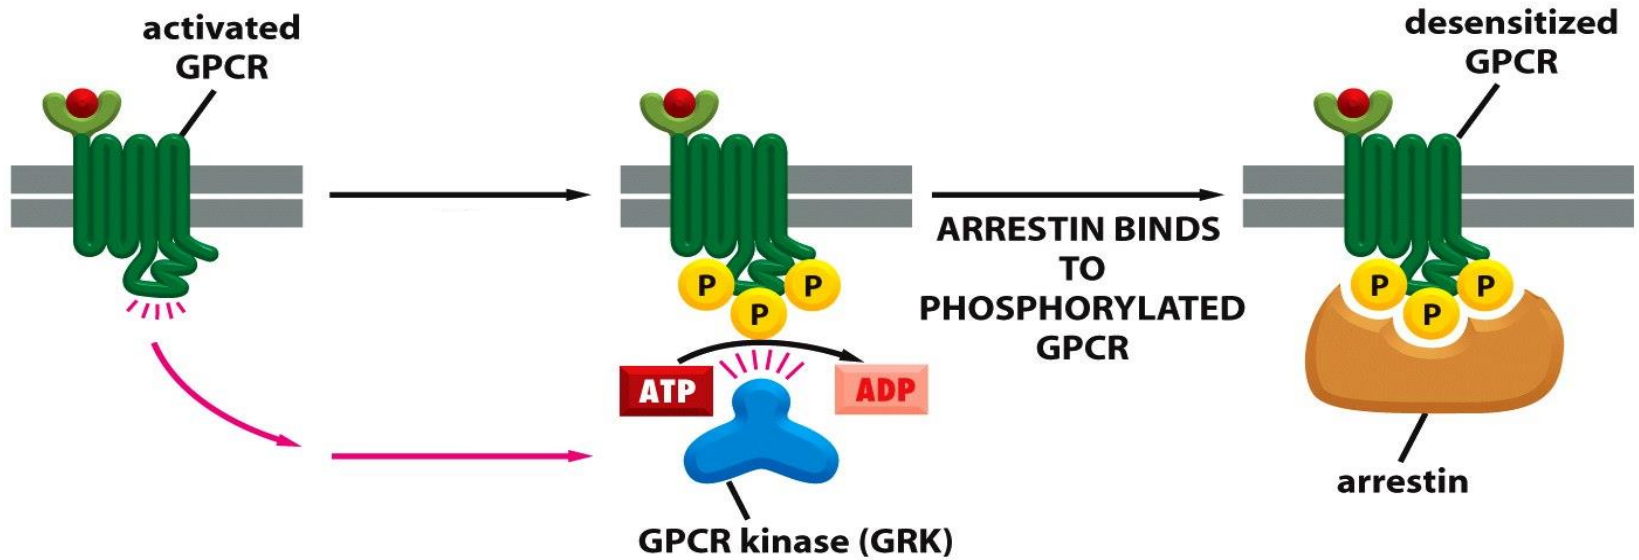 activated
GPCR
desensitized
GPCR
P
P
P
ATP
ADP
GPCR kinase (GRK)
ARRESTIN BINDS
TO
PHOSPHORYLATED
GPCR
P
P
P
arrestin